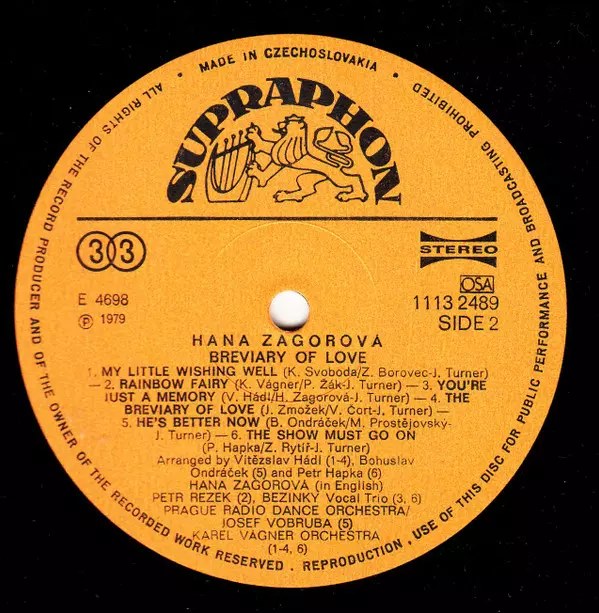 • MADE IN CZECHOSLOVAKIA •
ALL RIGHTS OF THE RECORD PRODUCER AND OF THE OWNER OF THE RECORDED WORK RESERVED . REPRODUCTION , USE OF THIS DISC FOR PUBLIC PERFORMANCE AND BROADCASTING PROHIBITED
SUPRAPHON
33
STEREO
OSA
E 4698
1113 2489
℗ 1979
SIDE 2
HANA ZAGOROVÁ
BREVIARY OF LOVE
1. MY LITTLE WISHING WELL (K. Svoboda/Z. Borovec-J. Turner)
— 2. RAINBOW FAIRY (K. Vágner/P. Žák-J. Turner) — 3. YOU'RE
JUST A MEMORY (V. Hádl/H. Zagorová-J. Turner) — 4. THE
BREVIARY OF LOVE (J. Zmožek/V. Čort-J. Turner) —
5. HE'S BETTER NOW (B. Ondráček/M. Prostějovský-
J. Turner) — 6. THE SHOW MUST GO ON
(P. Hapka/Z. Rytíř-J. Turner)
Arranged by Vítězslav Hádl (1-4), Bohuslav
Ondráček (5) and Petr Hapka (6)
HANA ZAGOROVÁ (in English)
PETR REZEK (2), BEZINKY Vocal Trio (3, 6)
PRAGUE RADIO DANCE ORCHESTRA/
JOSEF VOBRUBA (5)
KAREL VÁGNER ORCHESTRA
(1-4, 6)